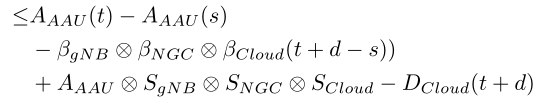 ≤A_{AAU}(t) − A_{AAU}(s)
− β_{gNB} ⊗ β_{NGC} ⊗ β_{Cloud}(t + d − s))
+ A_{AAU} ⊗ S_{gNB} ⊗ S_{NGC} ⊗ S_{Cloud} − D_{Cloud}(t + d)